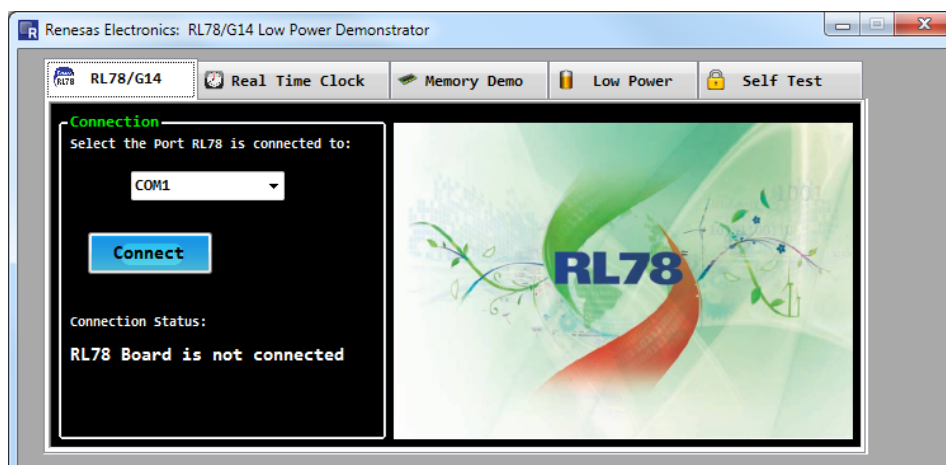 Renesas Electronics: RL78/G14 Low Power Demonstrator
RL78/G14
Real Time Clock
Memory Demo
Low Power
Self Test
Connection
Select the Port RL78 is connected to:
COM1
Connect
Connection Status:
RL78 Board is not connected
RL78